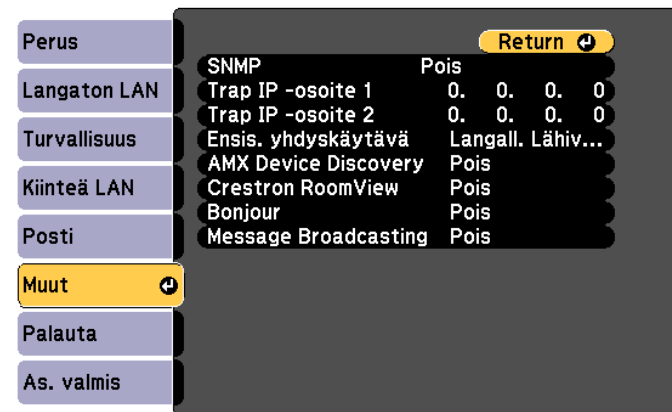 Perus
Langaton LAN
Turvallisuus
Kiinteä LAN
Posti
Muut
Palauta
As. valmis
Return
SNMP Pois
Trap IP -osoite 1 0. 0. 0. 0
Trap IP -osoite 2 0. 0. 0. 0
Ensis. yhdyskäytävä Langall. Lähiv...
AMX Device Discovery Pois
Crestron RoomView Pois
Bonjour Pois
Message Broadcasting Pois